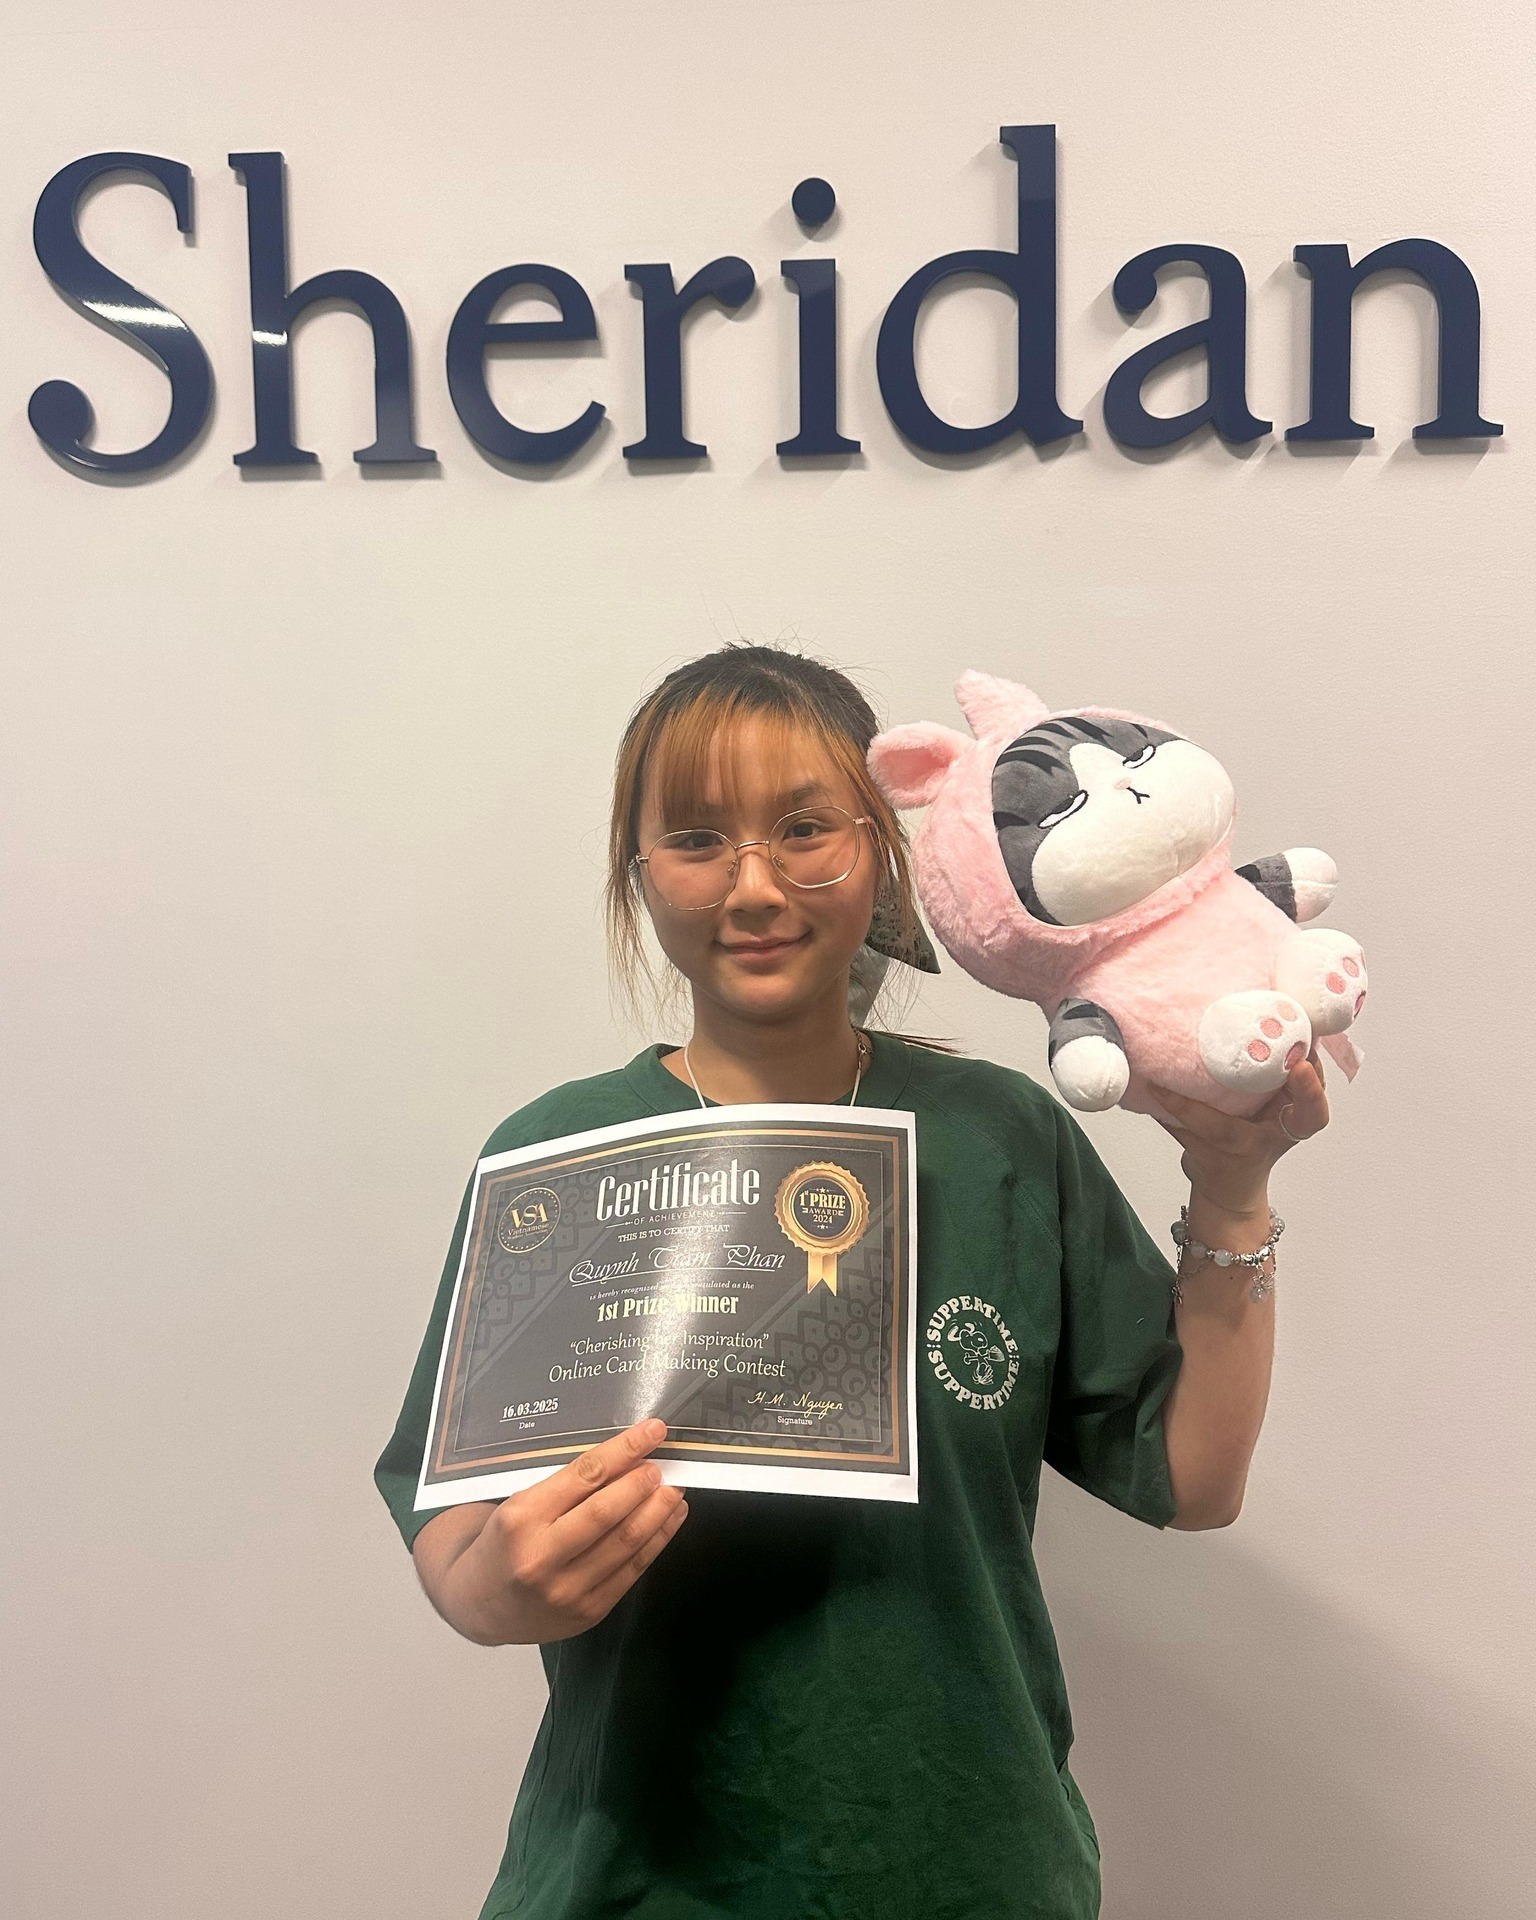 Sheridan
Certificate
OF ACHIEVEMENT
THIS IS TO CERTIFY THAT
Quynh Tram Phan
is hereby recognized congratulated as the
1st Prize Winner
"Cherishing her Inspiration"
Online Card Making Contest
16.03.2025
Date
H.M. Nguyen
Signature
VSA
Vietnamese
1st PRIZE
AWARD
2024
SUPPERTIME
SUPPERTIME